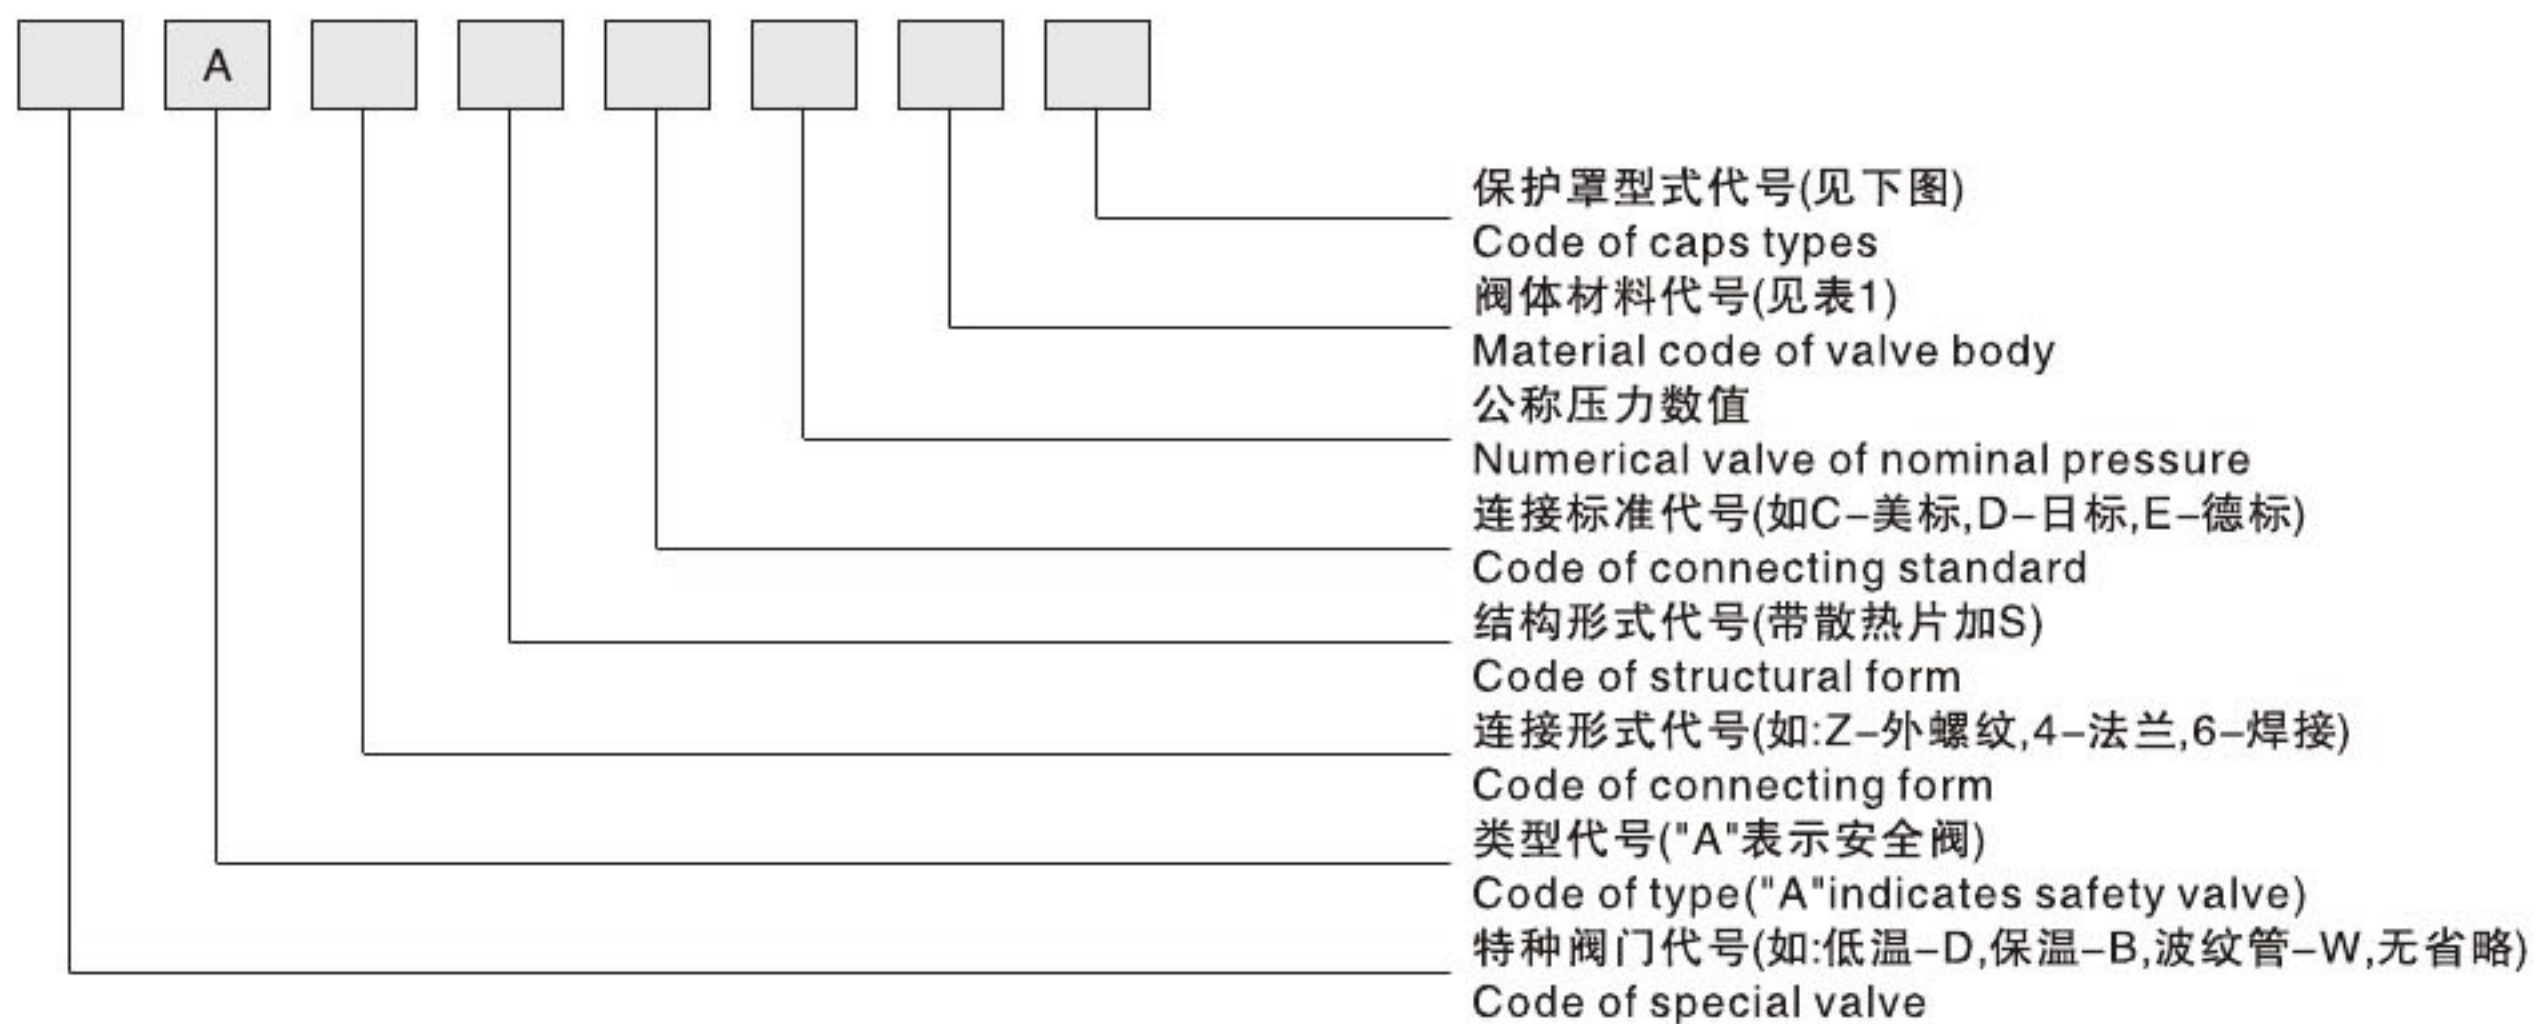 A
保护罩型式代号(见下图)
Code of caps types
阀体材料代号(见表1)
Material code of valve body
公称压力数值
Numerical valve of nominal pressure
连接标准代号(如C–美标,D–日标,E–德标)
Code of connecting standard
结构形式代号(带散热片加S)
Code of structural form
连接形式代号(如:Z–外螺纹,4–法兰,6–焊接)
Code of connecting form
类型代号("A"表示安全阀)
Code of type("A"indicates safety valve)
特种阀门代号(如:低温–D,保温–B,波纹管–W,无省略)
Code of special valve